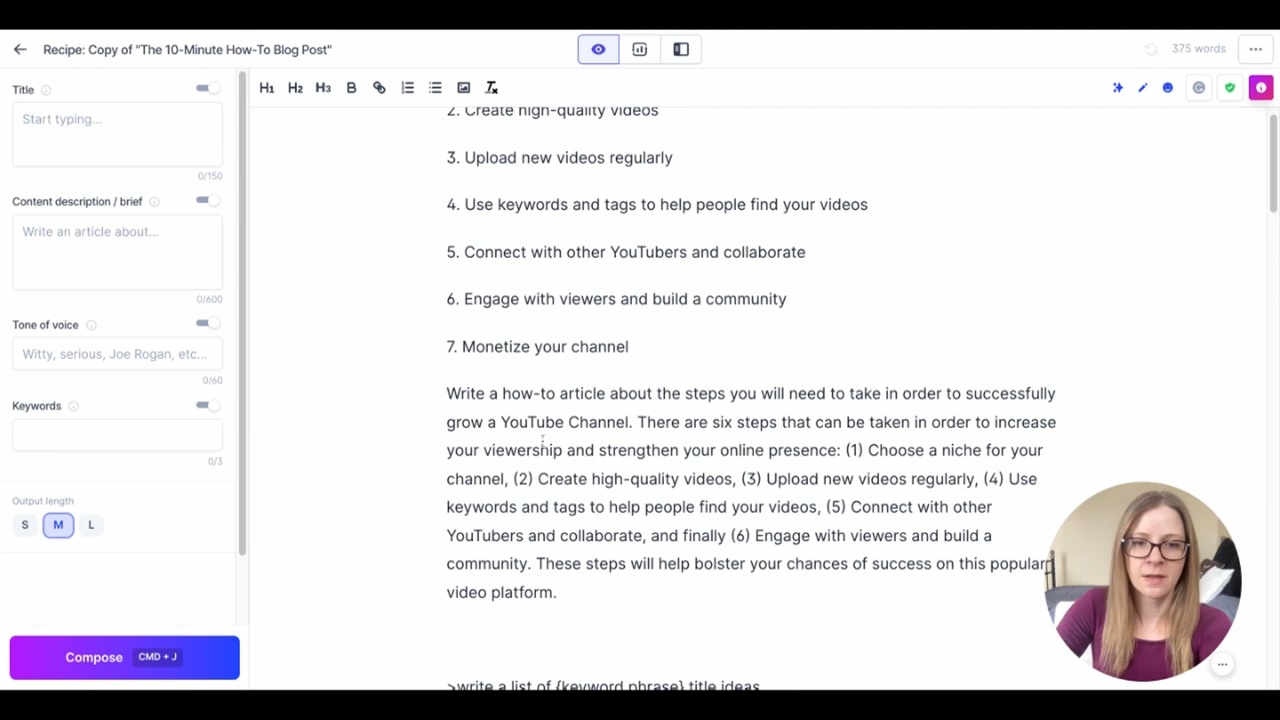 Recipe: Copy of "The 10-Minute How-To Blog Post"
375 words
Title
Start typing...
0/150
Content description / brief
Write an article about...
0/600
Tone of voice
Witty, serious, Joe Rogan, etc...
0/60
Keywords
0/3
Output length
S M L
Compose CMD + J
H1 H2 H3 B
2. Create high-quality videos
3. Upload new videos regularly
4. Use keywords and tags to help people find your videos
5. Connect with other YouTubers and collaborate
6. Engage with viewers and build a community
7. Monetize your channel
Write a how-to article about the steps you will need to take in order to successfully
grow a YouTube Channel. There are six steps that can be taken in order to increase
your viewership and strengthen your online presence: (1) Choose a niche for your
channel, (2) Create high-quality videos, (3) Upload new videos regularly, (4) Use
keywords and tags to help people find your videos, (5) Connect with other
YouTubers and collaborate, and finally (6) Engage with viewers and build a
community. These steps will help bolster your chances of success on this popular
video platform.
>write a list of {keyword phrase} title ideas